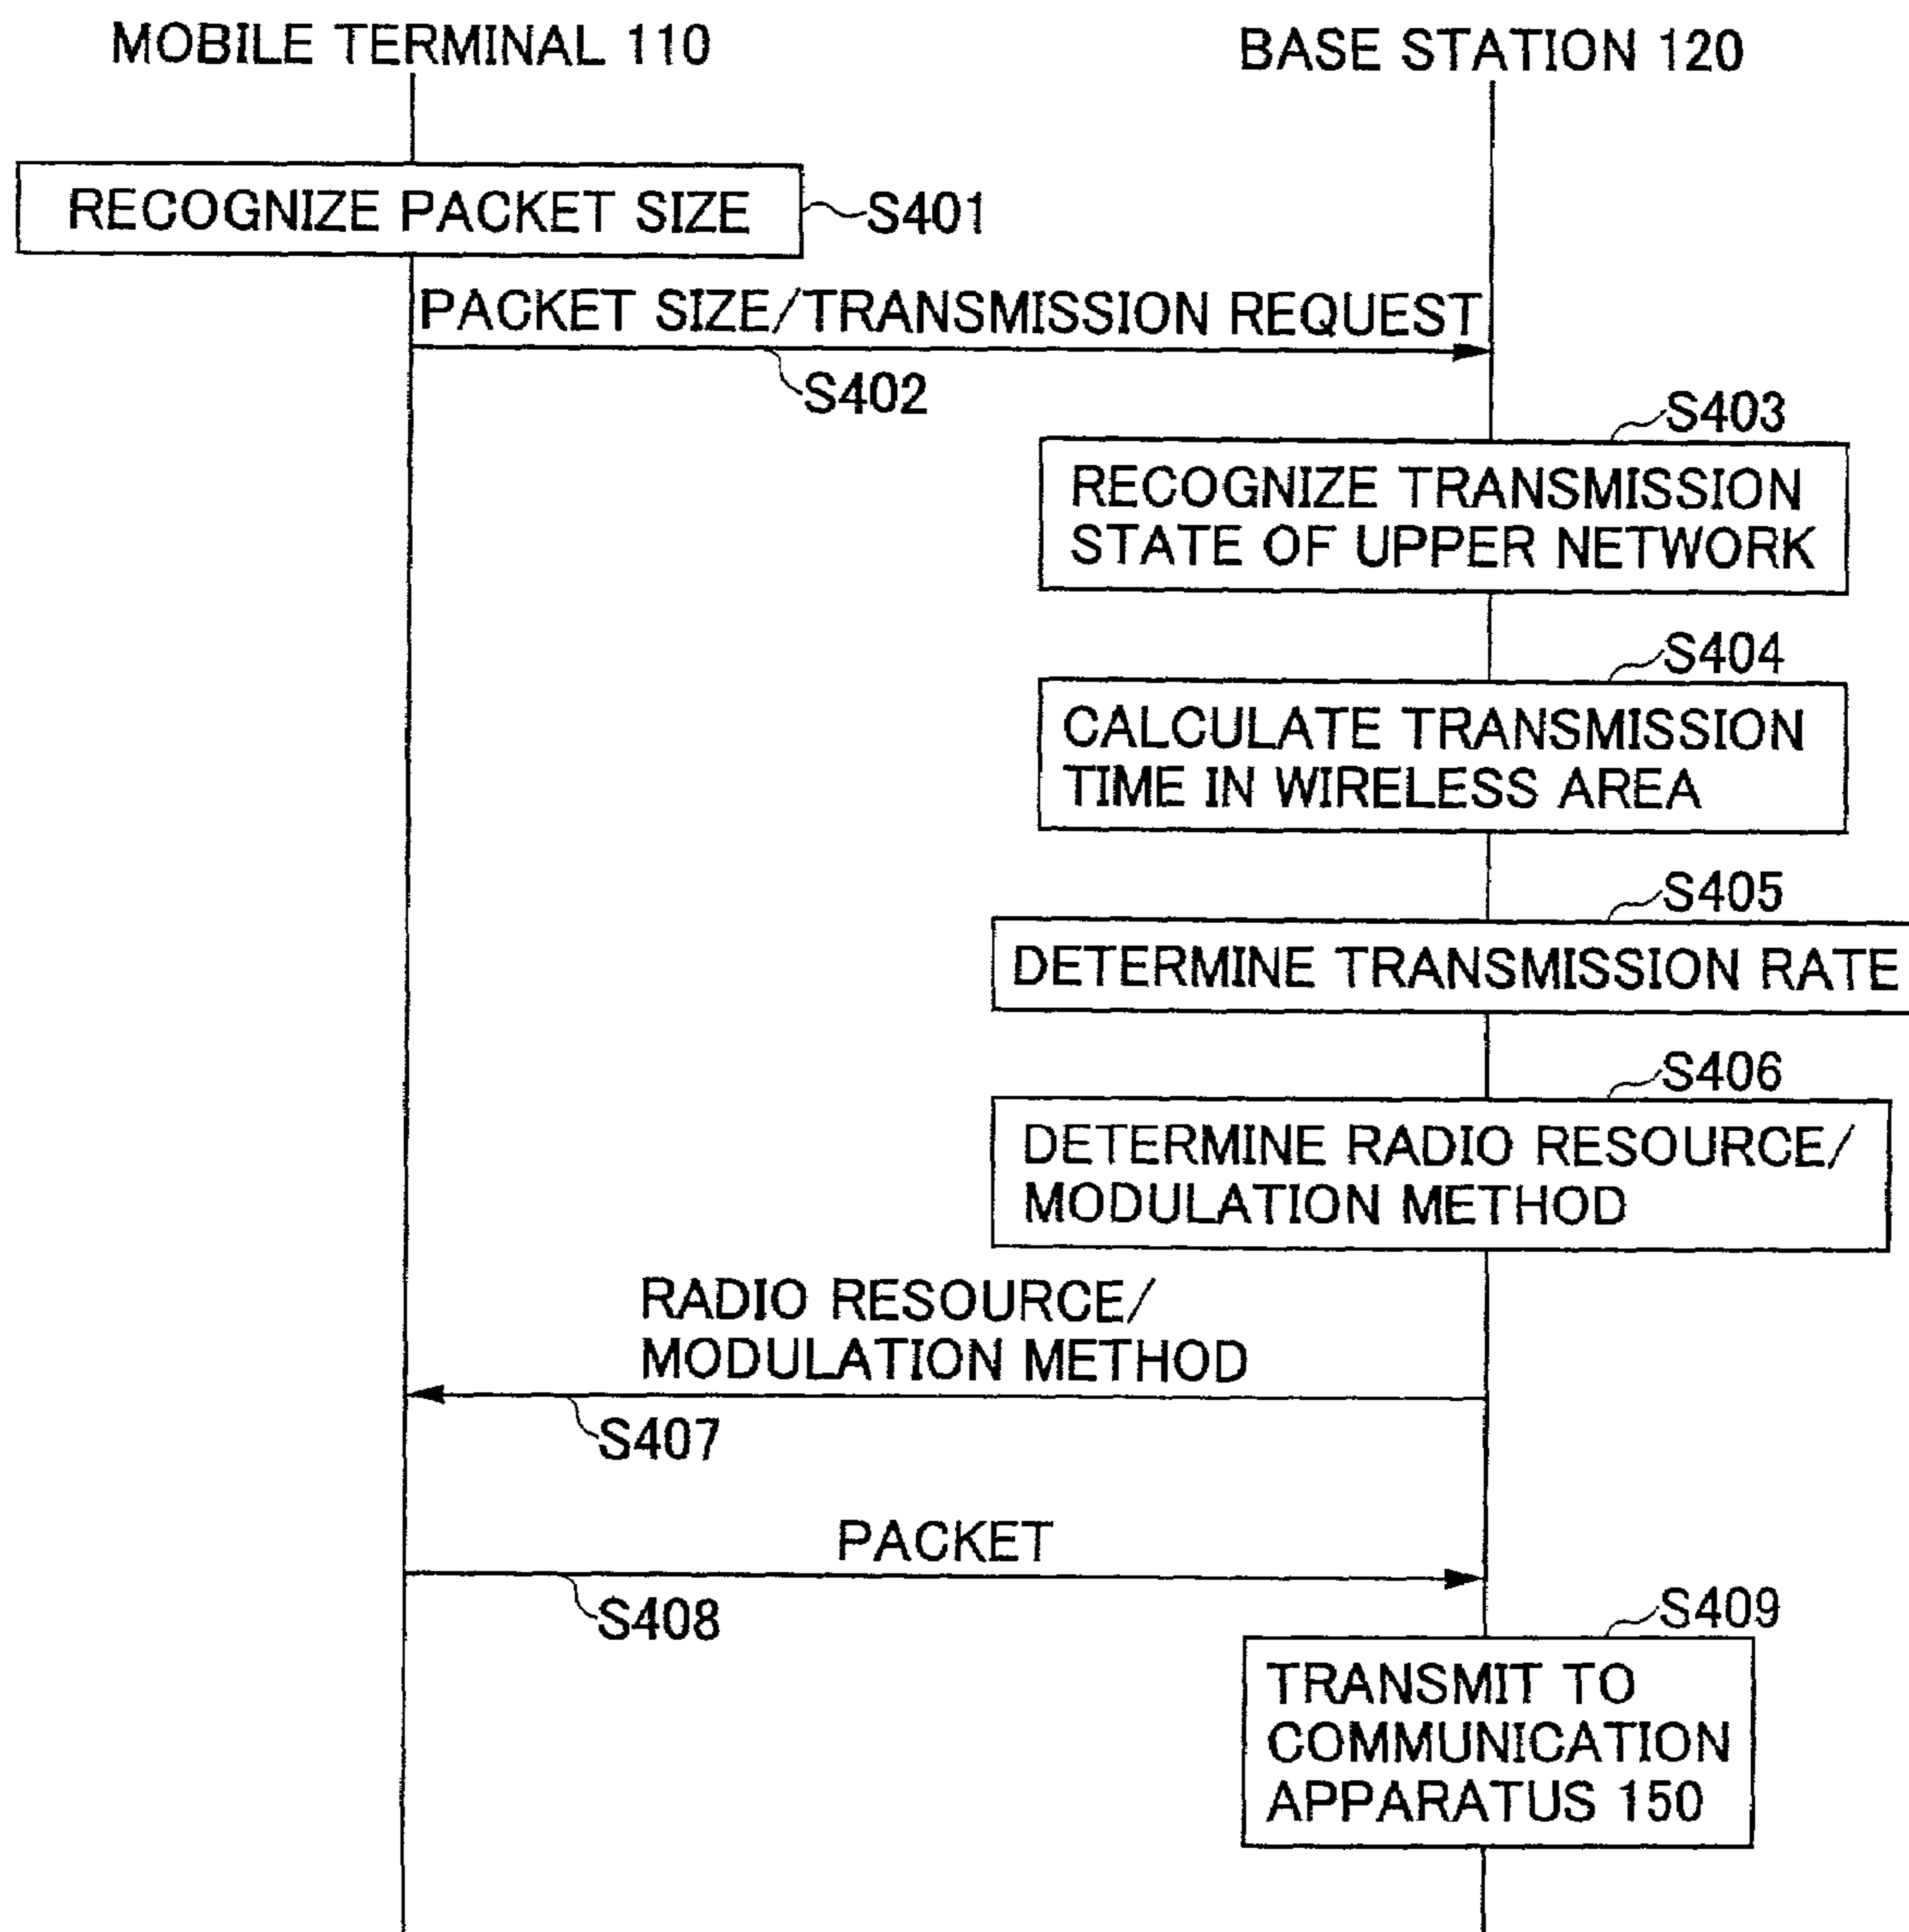 MOBILE TERMINAL 110
BASE STATION 120
RECOGNIZE PACKET SIZE
S401
PACKET SIZE/TRANSMISSION REQUEST
S402
S403
RECOGNIZE TRANSMISSION
STATE OF UPPER NETWORK
S404
CALCULATE TRANSMISSION
TIME IN WIRELESS AREA
S405
DETERMINE TRANSMISSION RATE
S406
DETERMINE RADIO RESOURCE/
MODULATION METHOD
RADIO RESOURCE/
MODULATION METHOD
S407
PACKET
S408
S409
TRANSMIT TO
COMMUNICATION
APPARATUS 150